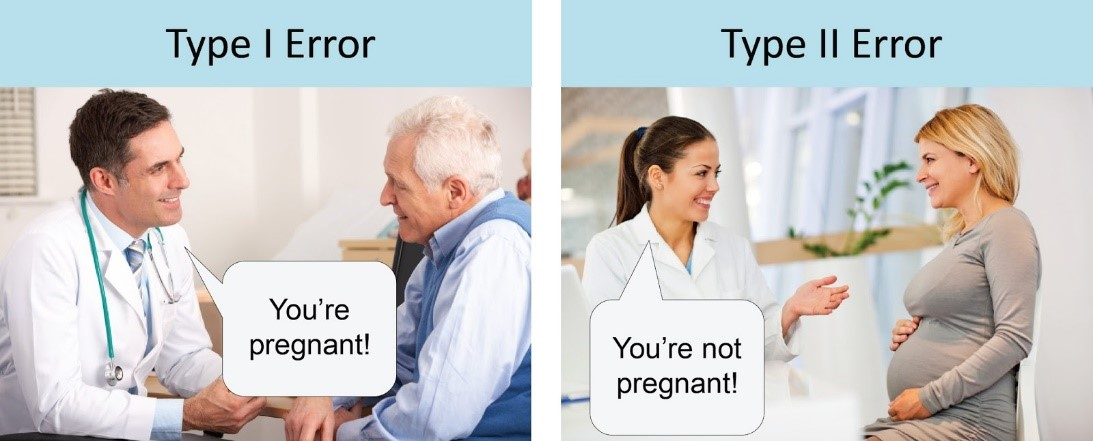 Type I Error
You're
pregnant!
Type II Error
You're not
pregnant!